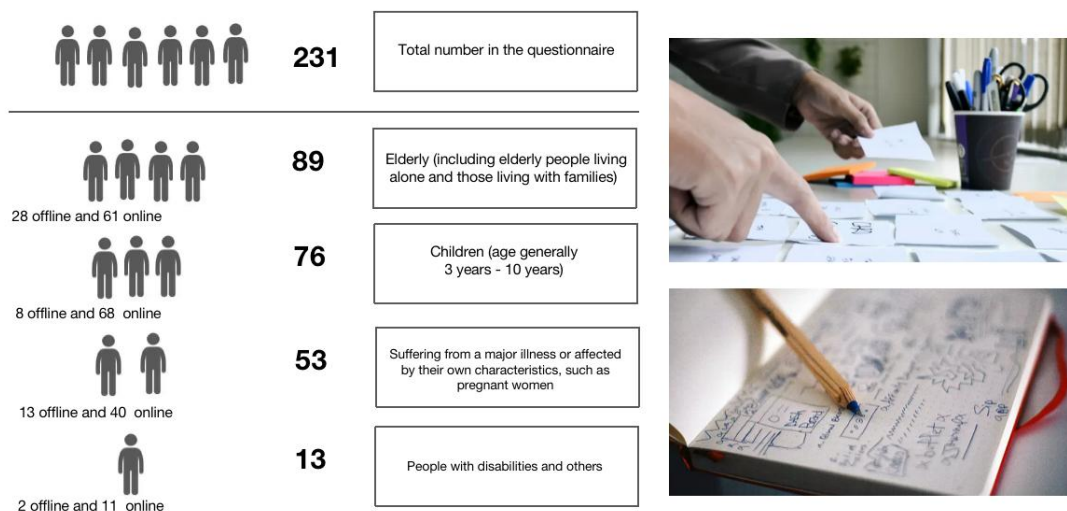 231
Total number in the questionnaire
89
Elderly (including elderly people living
alone and those living with families)
28 offline and 61 online
76
Children (age generally
3 years - 10 years)
8 offline and 68 online
53
Suffering from a major illness or affected
by their own characteristics, such as
pregnant women
13 offline and 40 online
13
People with disabilities and others
2 offline and 11 online